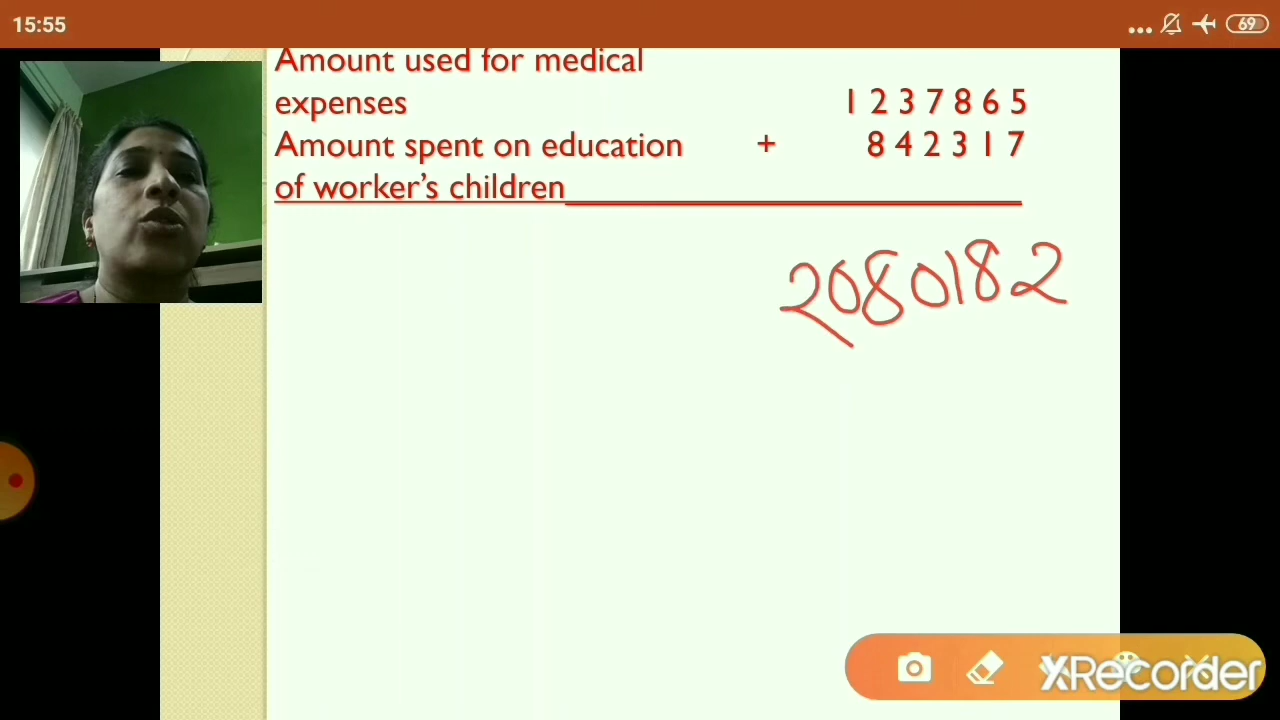 15:55
69
Amount used for medical
expenses 1 2 3 7 8 6 5
Amount spent on education + 8 4 2 3 1 7
of worker's children
2080182
XRecorder